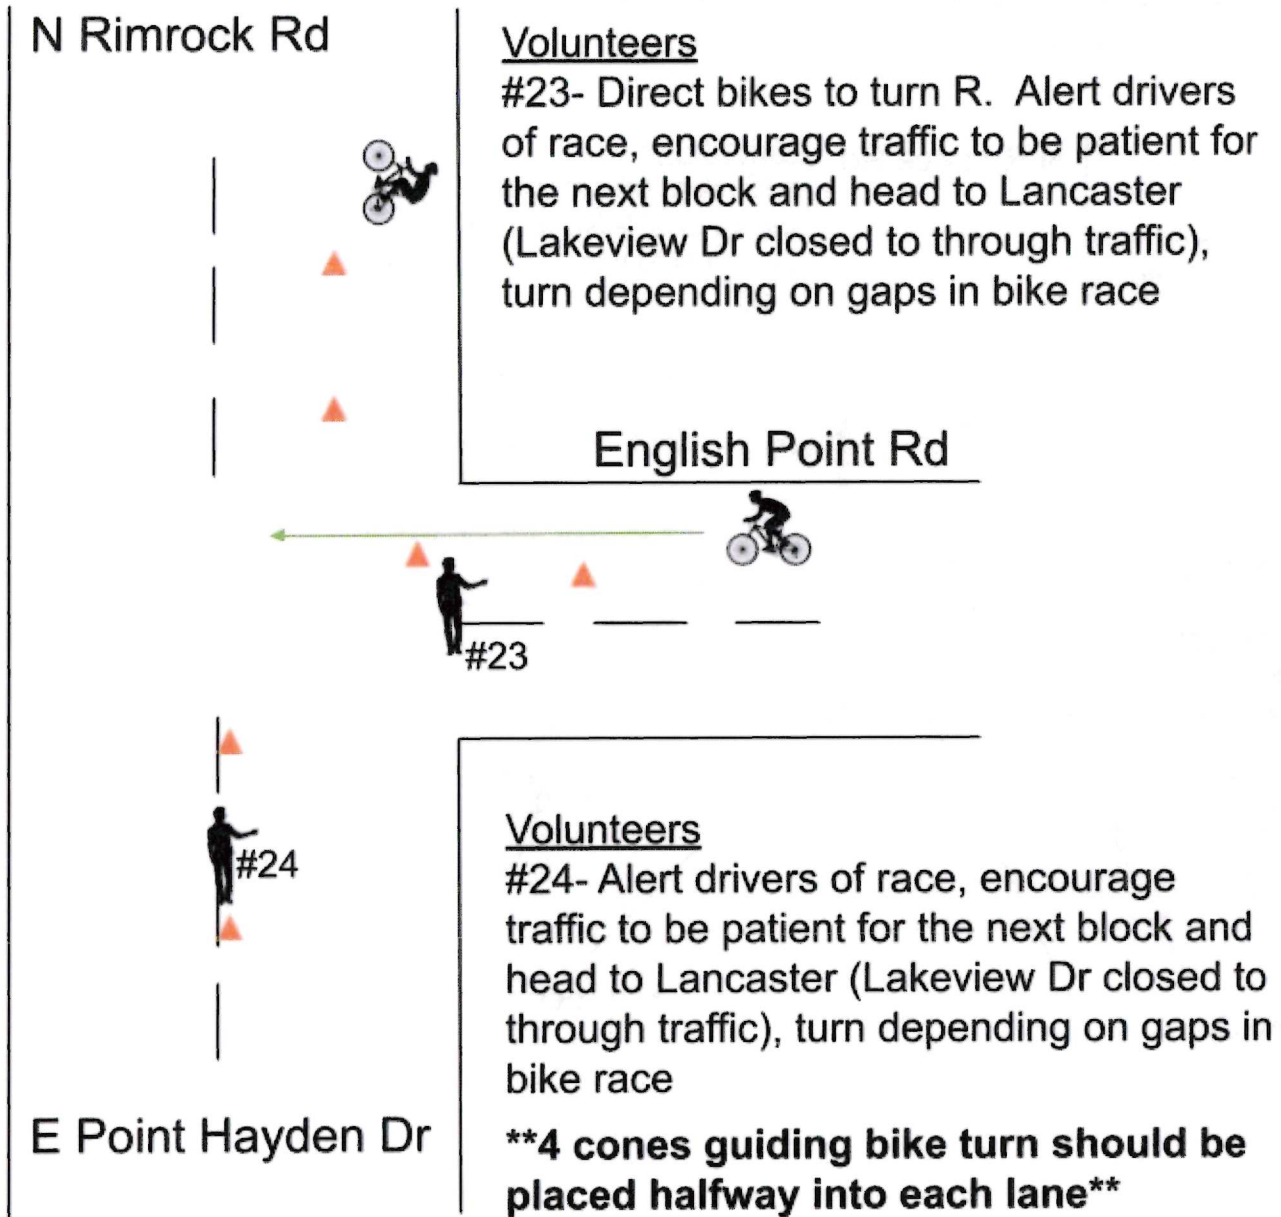 N Rimrock Rd
Volunteers
#23- Direct bikes to turn R. Alert drivers
of race, encourage traffic to be patient for
the next block and head to Lancaster
(Lakeview Dr closed to through traffic),
turn depending on gaps in bike race
English Point Rd
#23
#24
Volunteers
#24- Alert drivers of race, encourage
traffic to be patient for the next block and
head to Lancaster (Lakeview Dr closed to
through traffic), turn depending on gaps in
bike race
E Point Hayden Dr
**4 cones guiding bike turn should be
placed halfway into each lane**